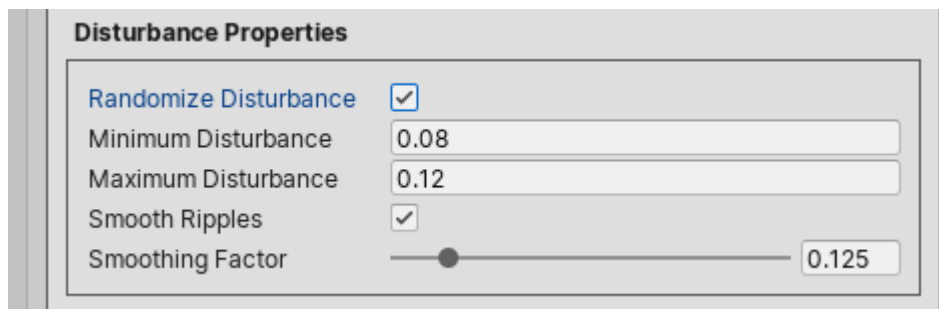 Disturbance Properties
Randomize Disturbance
Minimum Disturbance 0.08
Maximum Disturbance 0.12
Smooth Ripples
Smoothing Factor 0.125